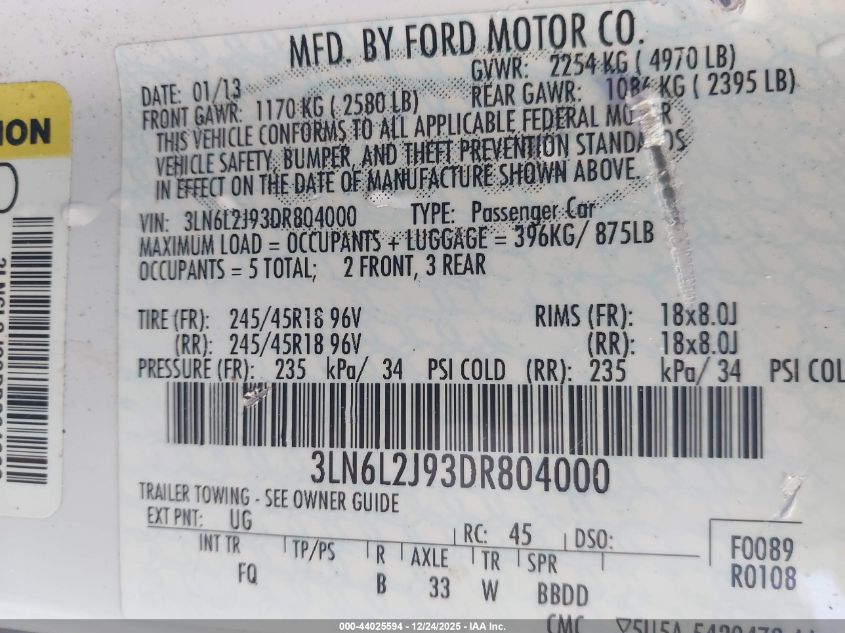 MFD. BY FORD MOTOR CO.
DATE: 01/13 GVWR: 2254 KG ( 4970 LB)
FRONT GAWR: 1170 KG ( 2580 LB) REAR GAWR: 1086 KG ( 2395 LB)
THIS VEHICLE CONFORMS TO ALL APPLICABLE FEDERAL MOTOR
VEHICLE SAFETY, BUMPER, AND THEFT PREVENTION STANDARDS
IN EFFECT ON THE DATE OF MANUFACTURE SHOWN ABOVE.
VIN: 3LN6L2J93DR804000 TYPE: Passenger Car
MAXIMUM LOAD = OCCUPANTS + LUGGAGE = 396KG/ 875LB
OCCUPANTS = 5 TOTAL; 2 FRONT, 3 REAR
TIRE (FR): 245/45R18 96V RIMS (FR): 18x8.0J
(RR): 245/45R18 96V (RR): 18x8.0J
PRESSURE (FR): 235 kPa/ 34 PSI COLD (RR): 235 kPa/ 34 PSI COL
3LN6L2J93DR804000
TRAILER TOWING - SEE OWNER GUIDE
EXT PNT: UG RC: 45 DSO:
INT TR TP/PS R AXLE TR SPR
FQ B 33 W BBDD
F0089
R0108
CMC
000-44025594 - 12/24/2025 - IAA Inc.